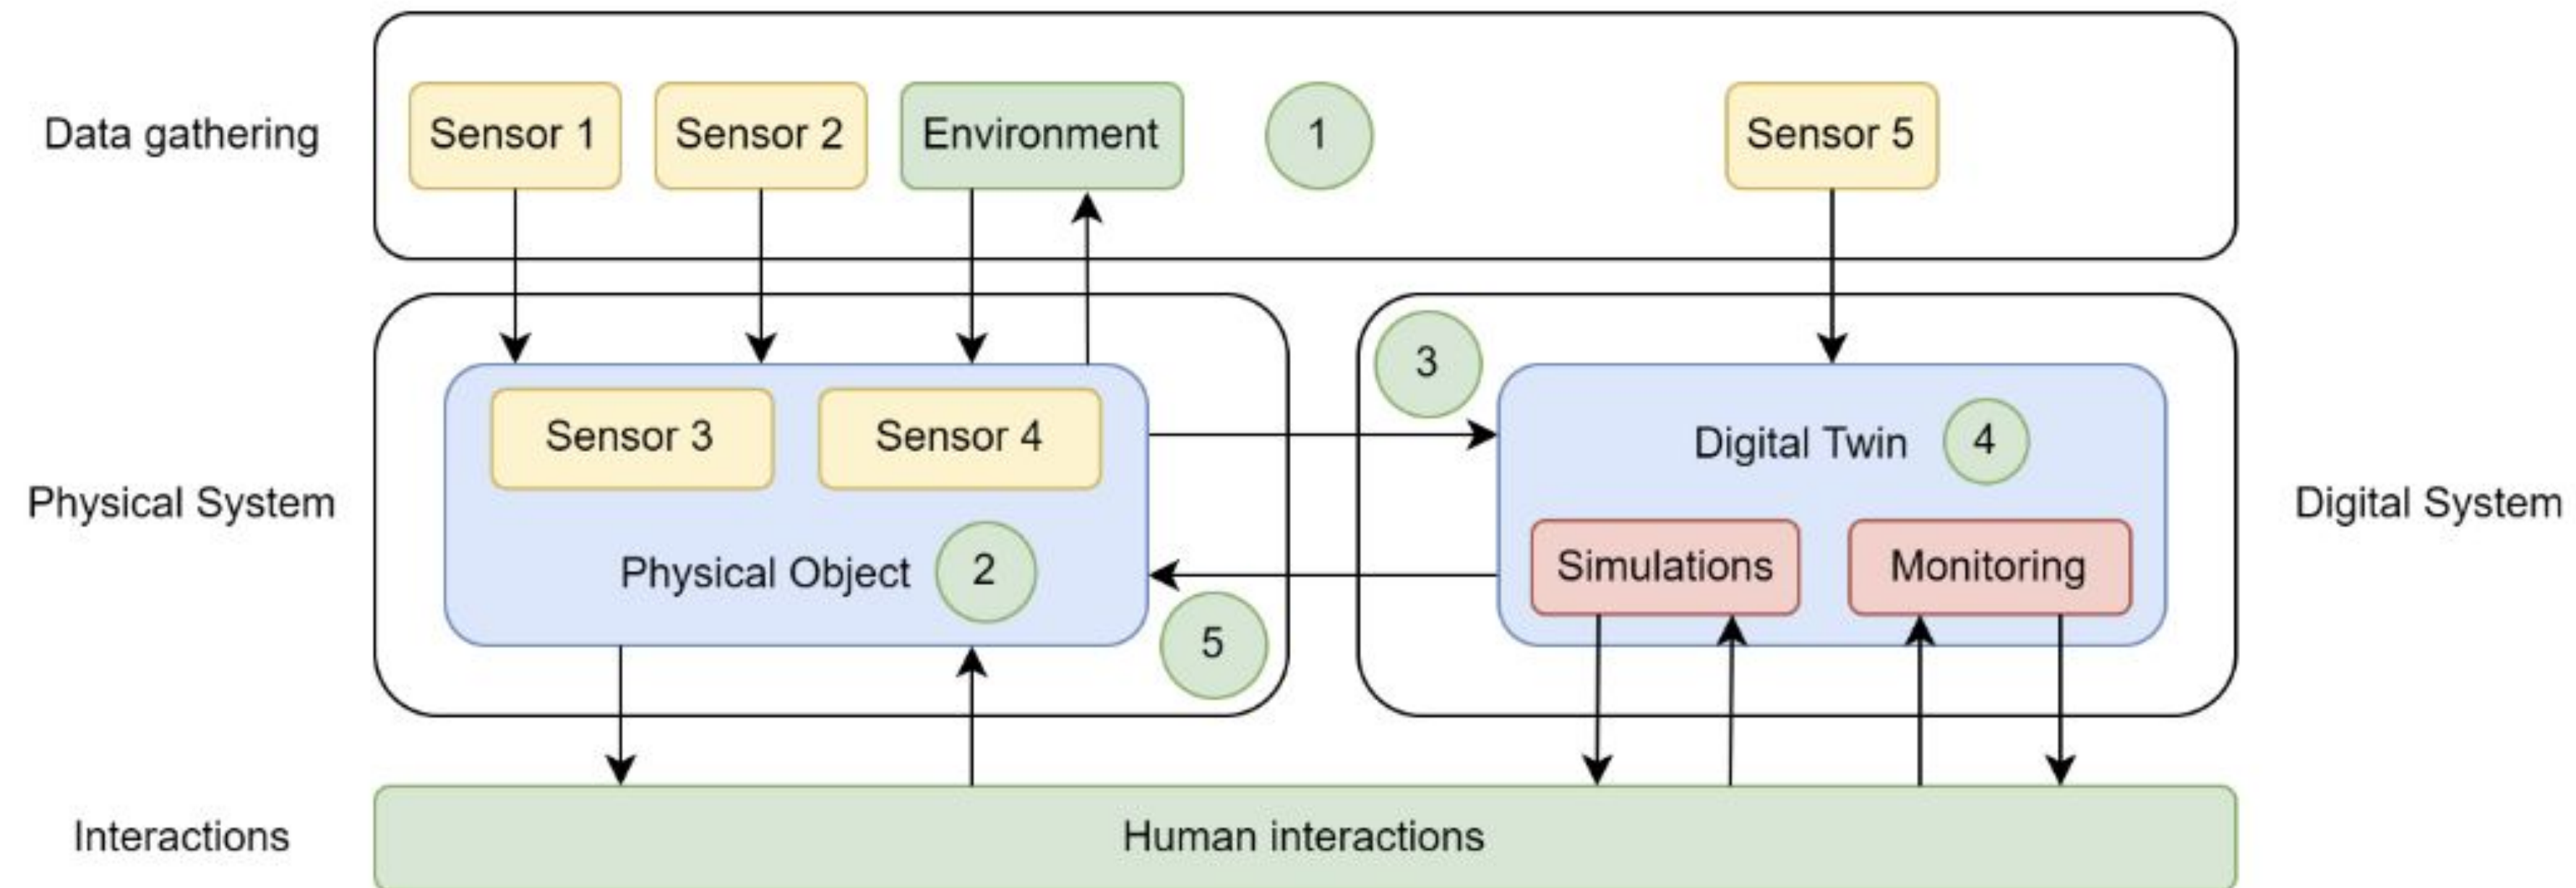 Data gathering
Sensor 1
Sensor 2
Environment
1
Sensor 5
Physical System
Sensor 3
Sensor 4
Physical Object
2
3
Digital Twin
4
Simulations
Monitoring
5
Digital System
Interactions
Human interactions